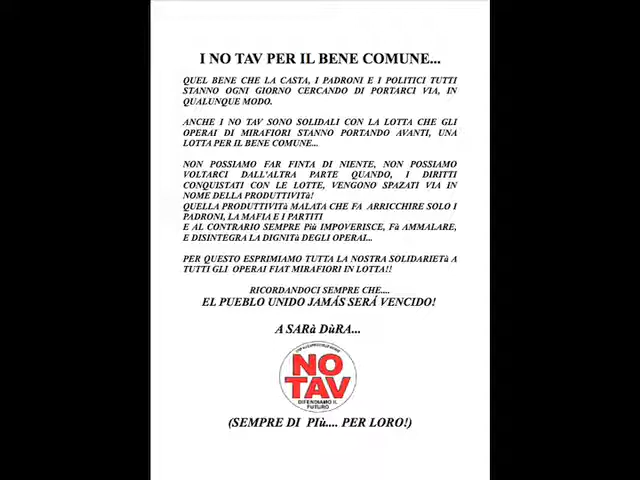 I NO TAV PER IL BENE COMUNE...
QUEL BENE CHE LA CASTA, I PADRONI E I POLITICI TUTTI
STANNO OGNI GIORNO CERCANDO DI PORTARCI VIA, IN
QUALUNQUE MODO.
ANCHE I NO TAV SONO SOLIDALI CON LA LOTTA CHE GLI
OPERAI DI MIRAFIORI STANNO PORTANDO AVANTI, UNA
LOTTA PER IL BENE COMUNE...
NON POSSIAMO FAR FINTA DI NIENTE, NON POSSIAMO
VOLTARCI DALL'ALTRA PARTE QUANDO, I DIRITTI
CONQUISTATI CON LE LOTTE, VENGONO SPAZATI VIA IN
NOME DELLA PRODUTTIVITà!
QUELLA PRODUTTIVITà MALATA CHE FA ARRICCHIRE SOLO I
PADRONI, LA MAFIA E I PARTITI
E AL CONTRARIO SEMPRE Più IMPOVERISCE, Fà AMMALARE,
E DISINTEGRA LA DIGNITà DEGLI OPERAI...
PER QUESTO ESPRIMIAMO TUTTA LA NOSTRA SOLIDARIETà A
TUTTI GLI OPERAI FIAT MIRAFIORI IN LOTTA!!
RICORDANDOCI SEMPRE CHE....
EL PUEBLO UNIDO JAMÁS SERÁ VENCIDO!
A SARà DùRA...
NO
TAV
DIFENDIAMO IL
FUTURO
(SEMPRE DI PIù.... PER LORO!)